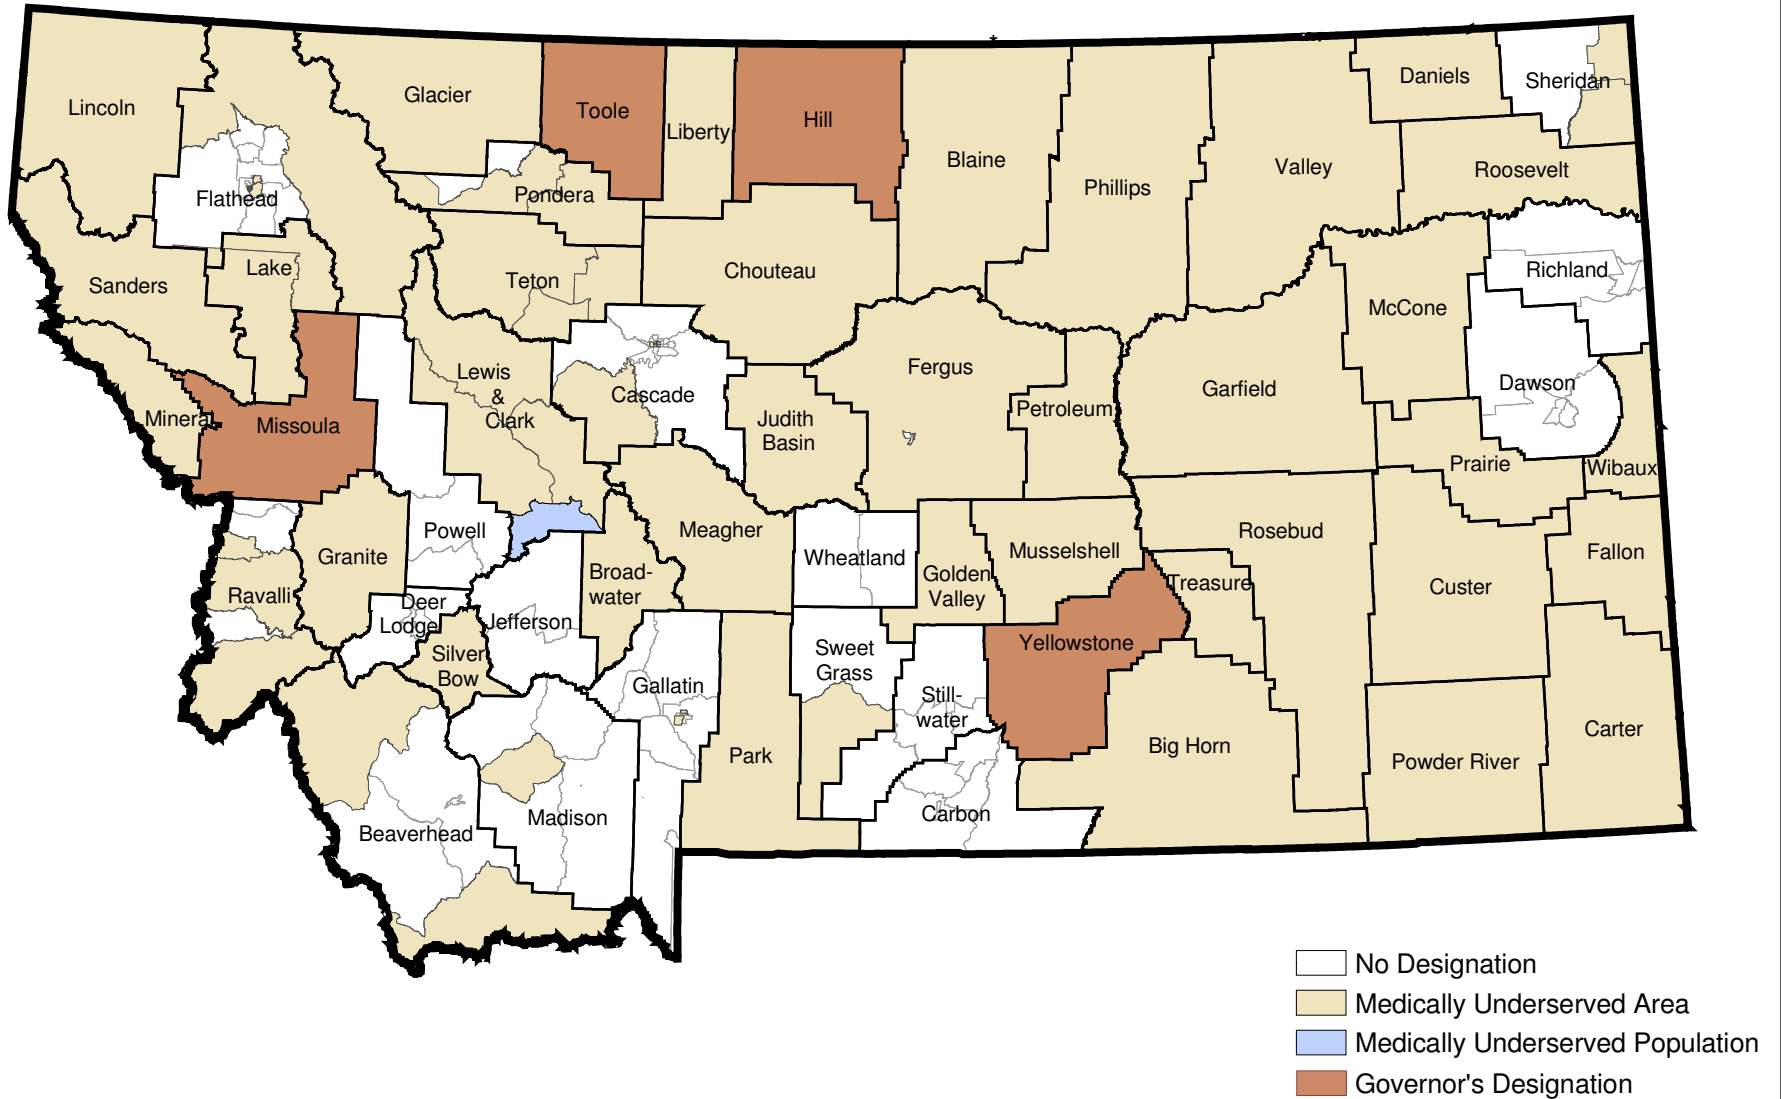 Lincoln
Glacier
Toole
Liberty
Hill
Blaine
Phillips
Valley
Daniels
Sheridan
Roosevelt
Flathead
Pondera
Sanders
Lake
Teton
Chouteau
McCone
Richland
Mineral
Missoula
Lewis
&
Clark
Cascade
Judith
Basin
Fergus
Petroleum
Garfield
Dawson
Prairie
Wibaux
Powell
Granite
Ravalli
Deer
Lodge
Silver
Bow
Jefferson
Broad-
water
Meagher
Wheatland
Golden
Valley
Musselshell
Rosebud
Treasure
Custer
Fallon
Yellowstone
Sweet
Grass
Still-
water
Gallatin
Park
Big Horn
Powder River
Carter
Beaverhead
Madison
Carbon
No Designation
Medically Underserved Area
Medically Underserved Population
Governor's Designation